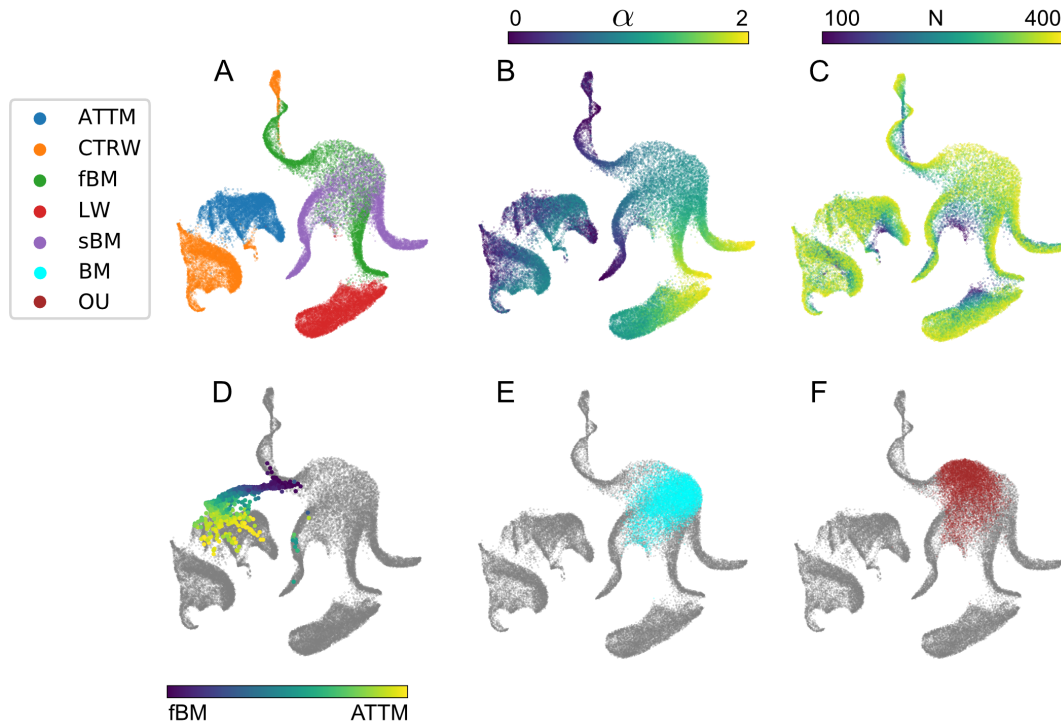 0 α 2
100 N 400
A
B
C
ATTM
CTRW
fBM
LW
sBM
BM
OU
D
E
F
fBM ATTM